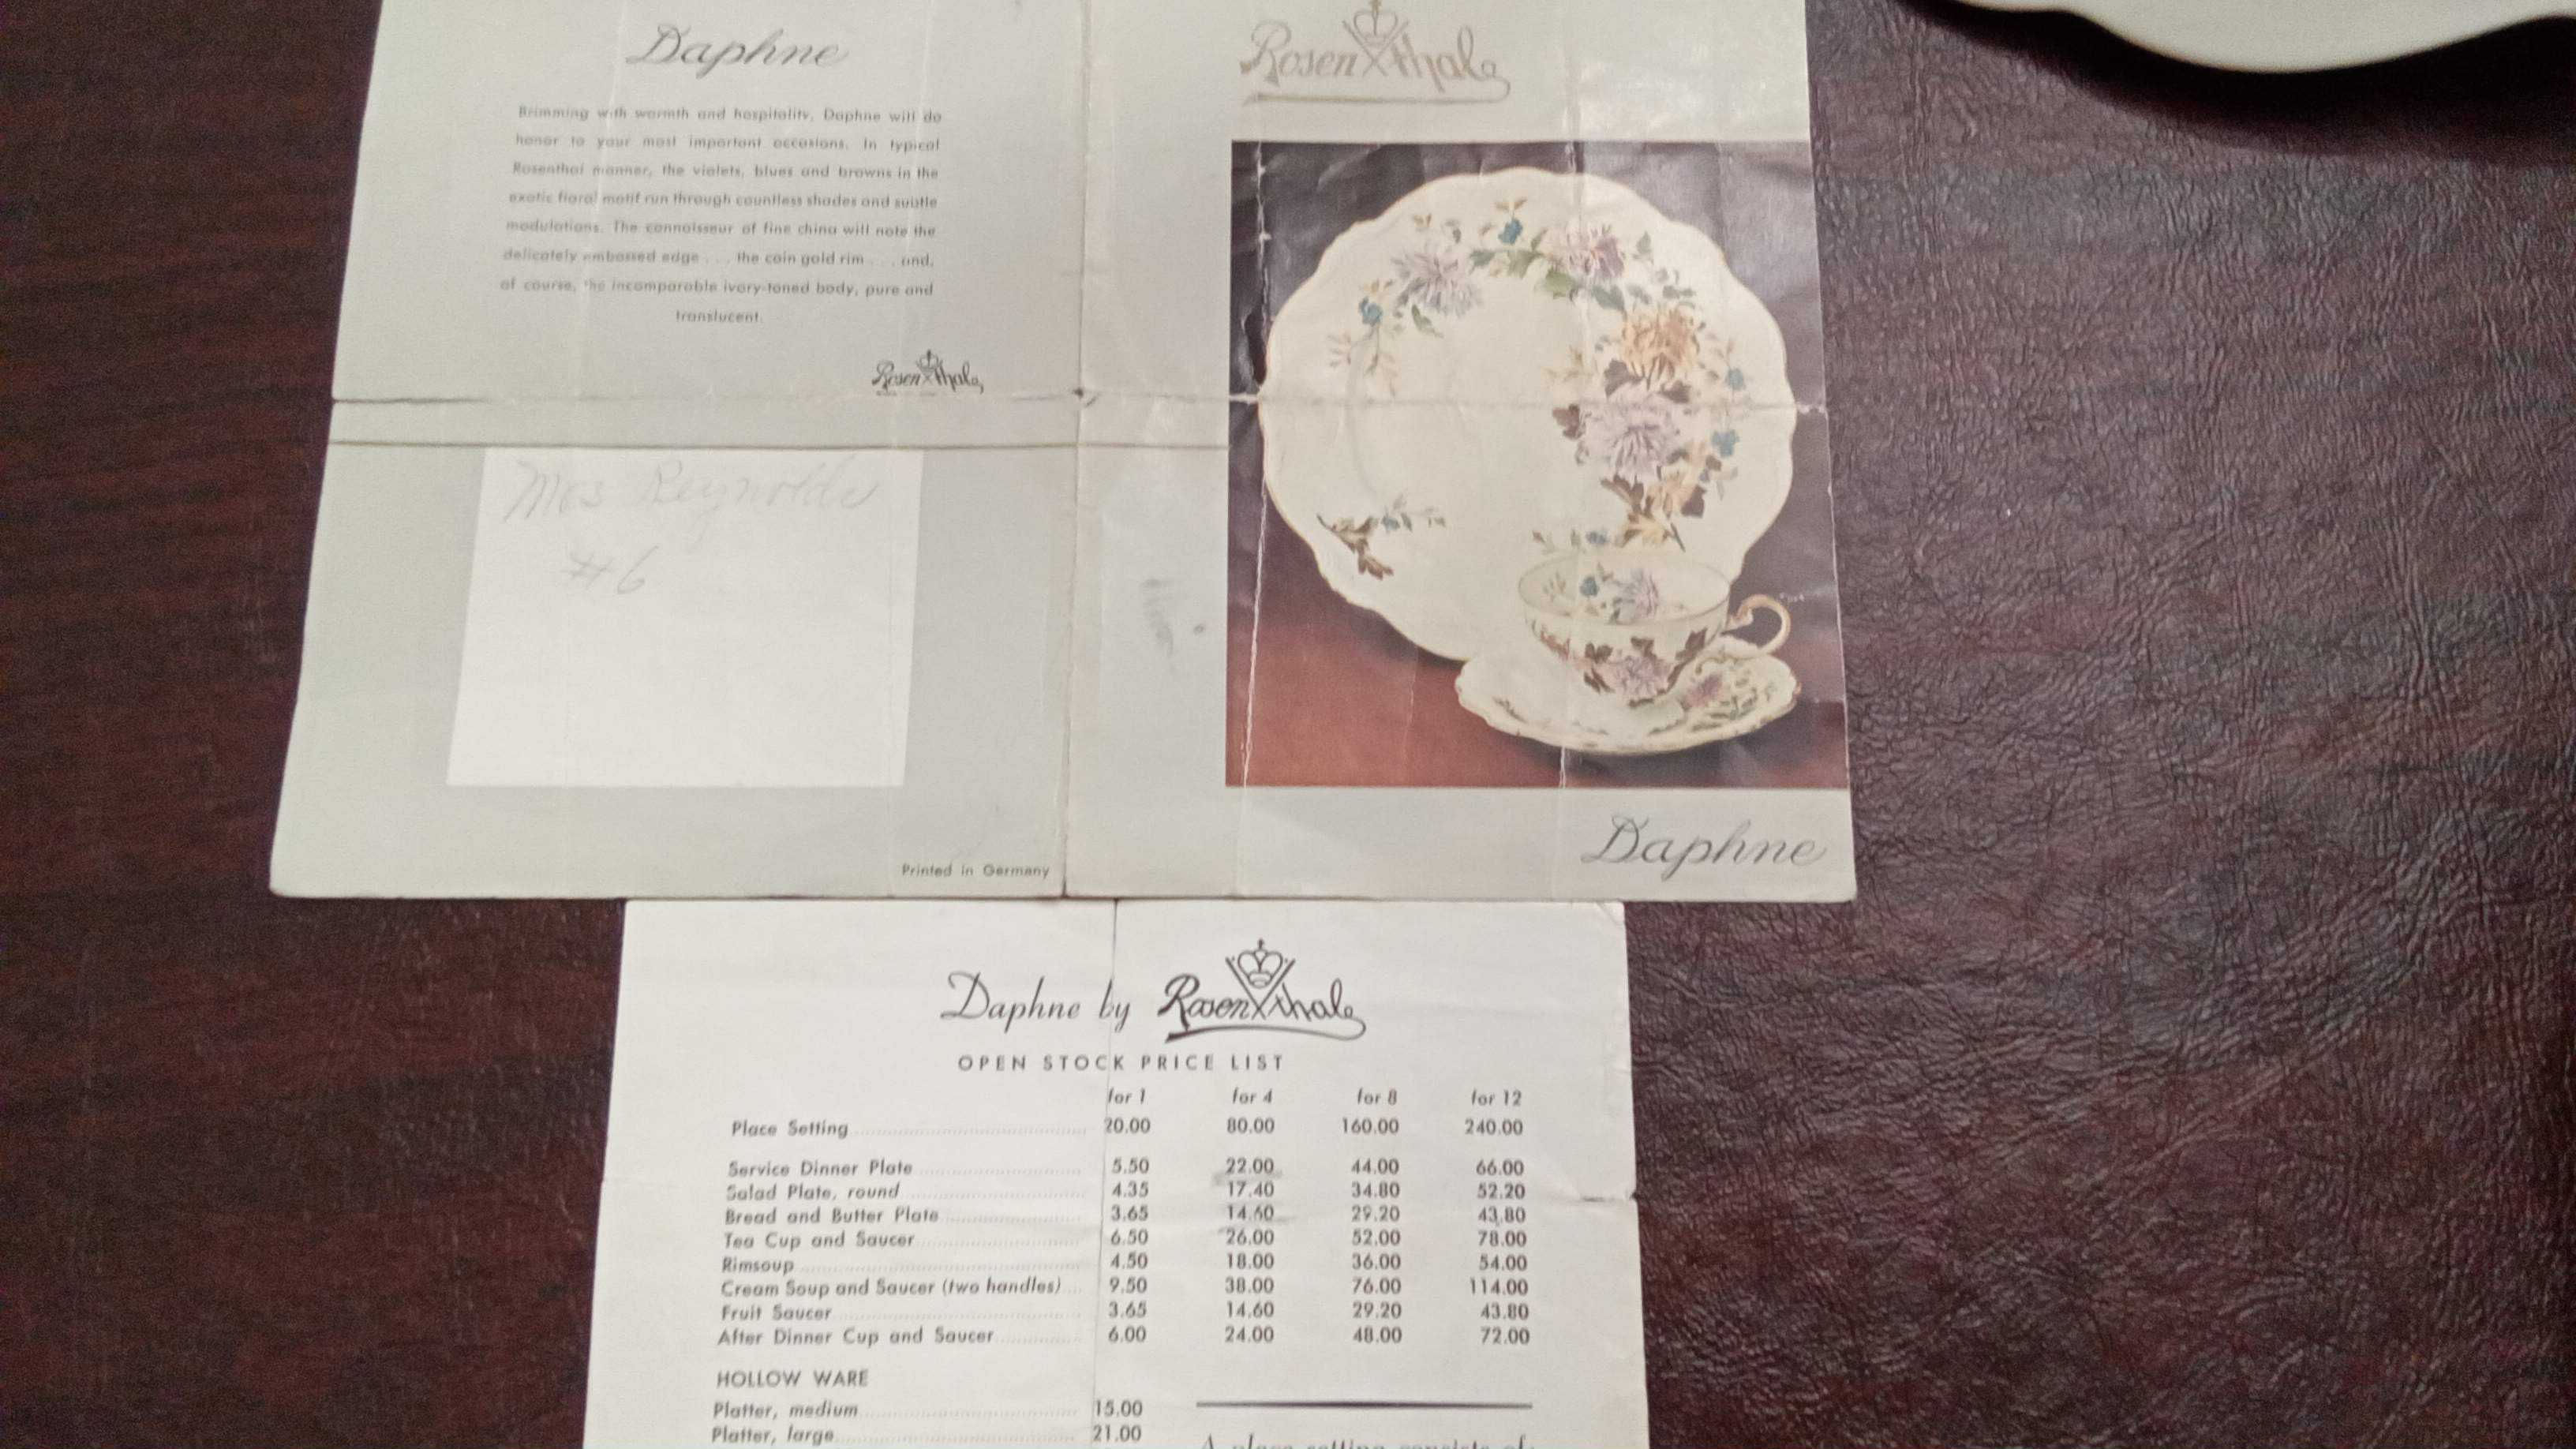 Daphne
Brimming with warmth and hospitality, Daphne will do
honor to your most important occasions. In typical
Rosenthal manner, the violets, blues and browns in the
exotic floral motif run through countless shades and subtle
modulations. The connoisseur of fine china will note the
delicately embossed edge . . . the coin gold rim . . . and,
of course, the incomparable ivory-toned body, pure and
translucent.
Rosenthal
Mrs Reynolds
#6
Printed in Germany
Rosenthal
Daphne
Daphne by Rosenthal
OPEN STOCK PRICE LIST
for 1 for 4 for 8 for 12
Place Setting 20.00 80.00 160.00 240.00
Service Dinner Plate 5.50 22.00 44.00 66.00
Salad Plate, round 4.35 17.40 34.80 52.20
Bread and Butter Plate 3.65 14.60 29.20 43.80
Tea Cup and Saucer 6.50 26.00 52.00 78.00
Rimsoup 4.50 18.00 36.00 54.00
Cream Soup and Saucer (two handles) 9.50 38.00 76.00 114.00
Fruit Saucer 3.65 14.60 29.20 43.80
After Dinner Cup and Saucer 6.00 24.00 48.00 72.00
HOLLOW WARE
Platter, medium 15.00
Platter, large 21.00
A place setting consists of: